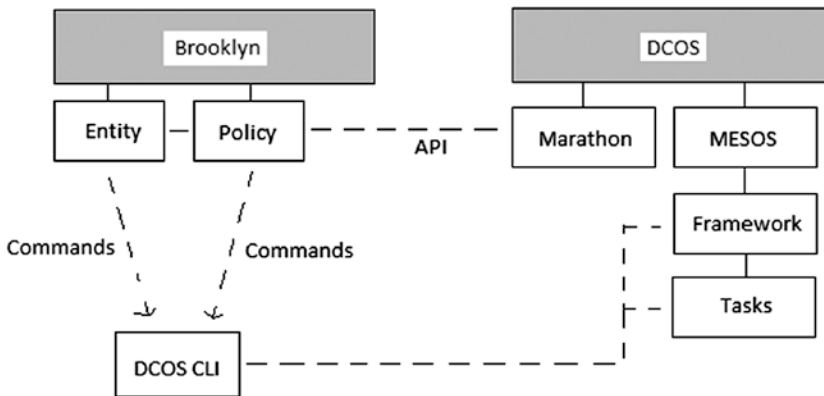 Brooklyn
DCOS
Entity
Policy
API
Marathon
MESOS
Commands
Commands
Framework
Tasks
DCOS CLI